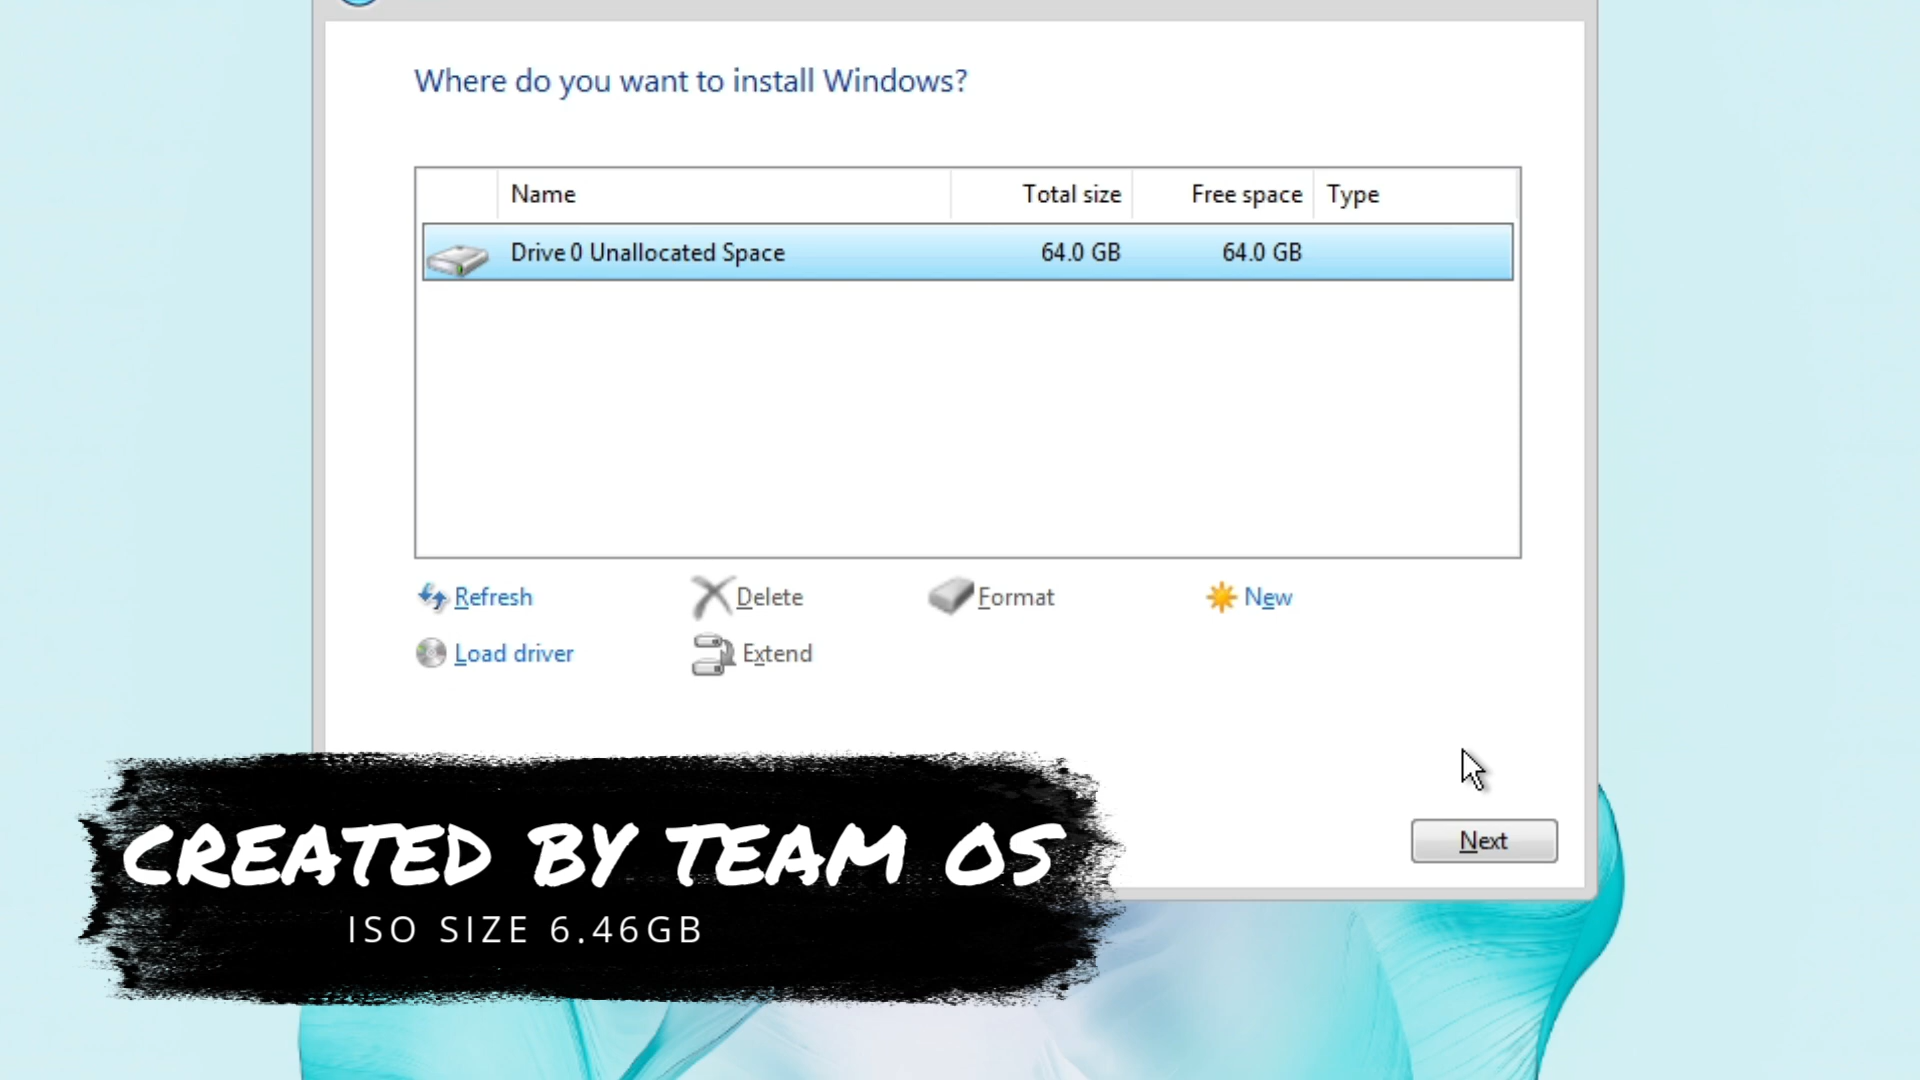 Where do you want to install Windows?
Name Total size Free space Type
Drive 0 Unallocated Space 64.0 GB 64.0 GB
Refresh Delete Format New
Load driver Extend
CREATED BY TEAM OS
ISO SIZE 6.46GB
Next